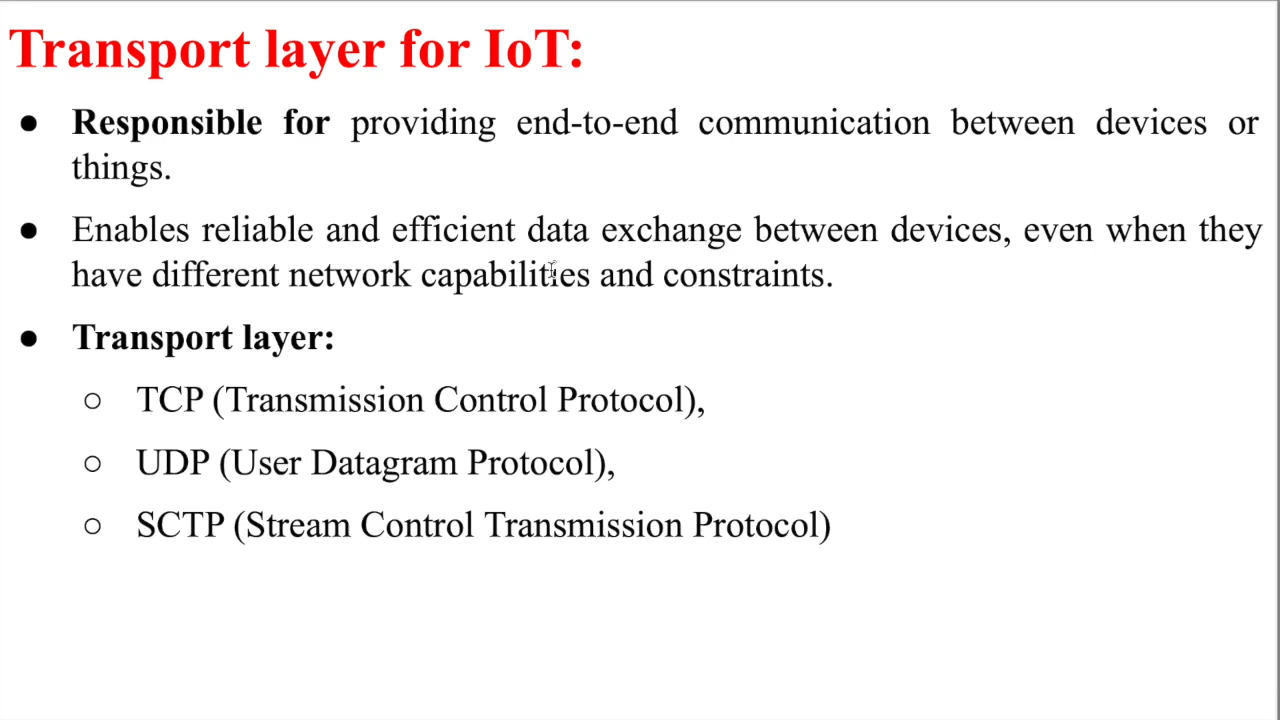 Transport layer for IoT:
● Responsible for providing end-to-end communication between devices or
things.
● Enables reliable and efficient data exchange between devices, even when they
have different network capabilities and constraints.
● Transport layer:
○ TCP (Transmission Control Protocol),
○ UDP (User Datagram Protocol),
○ SCTP (Stream Control Transmission Protocol)